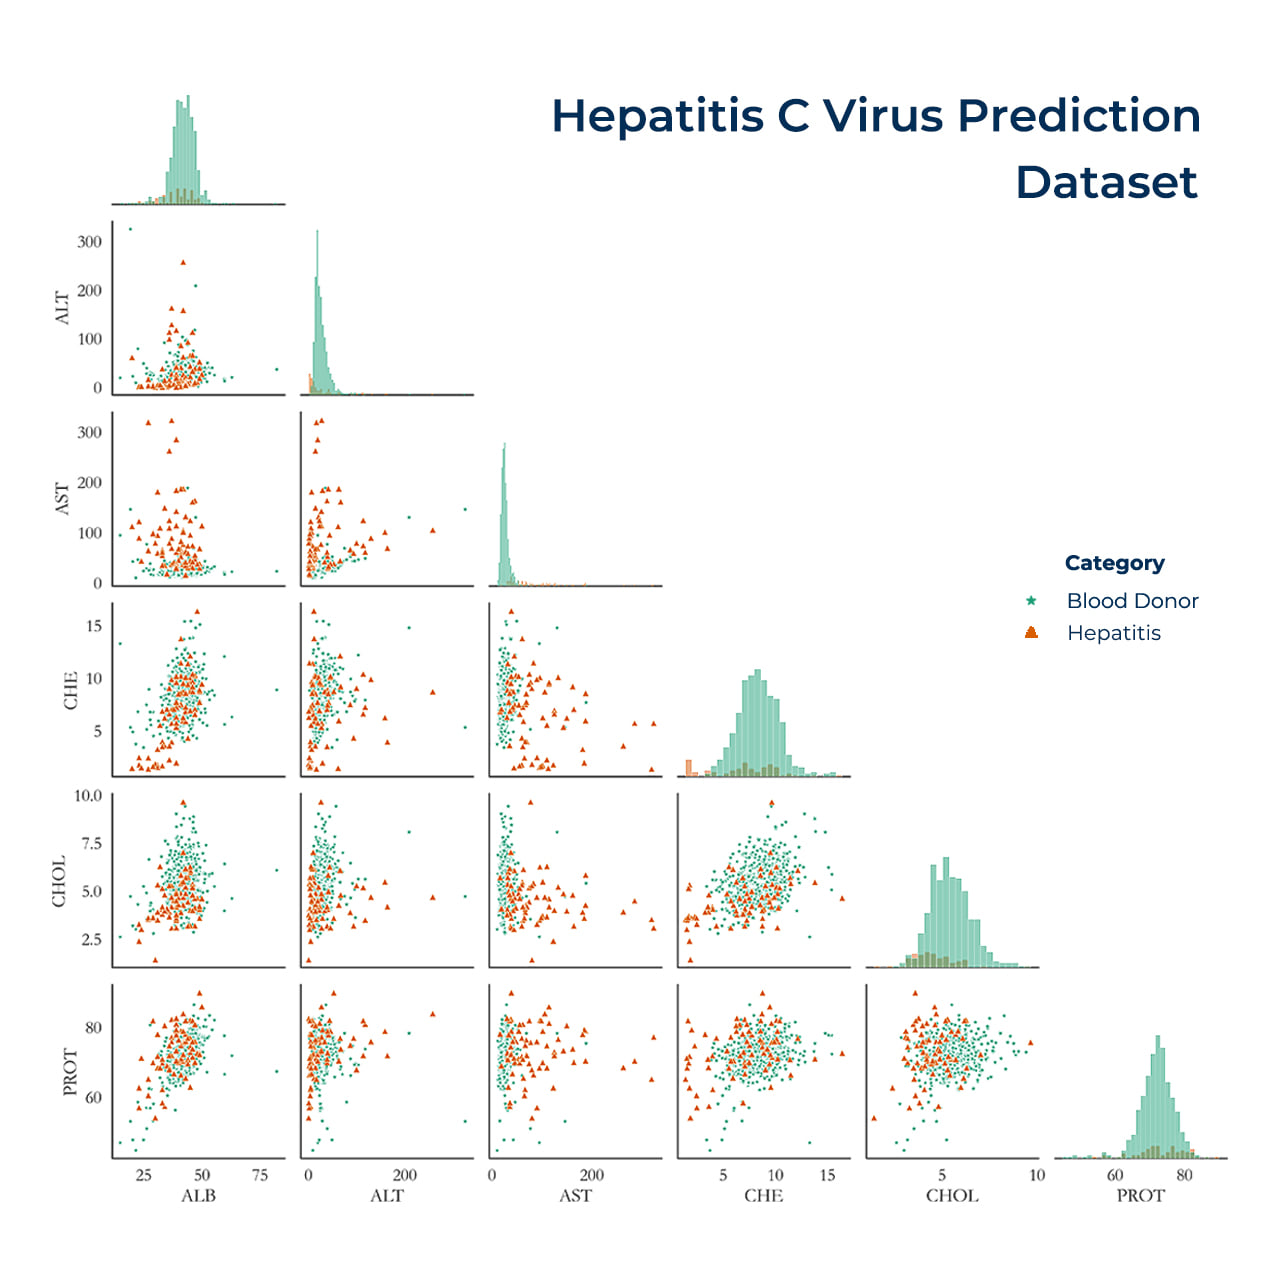 Hepatitis C Virus Prediction
Dataset
300
200
100
0
ALT
300
200
100
0
AST
Category
Blood Donor
Hepatitis
15
10
5
CHE
10.0
7.5
5.0
2.5
CHOL
80
60
PROT
25 50 75 0 200 0 200 5 10 15 5 10 60 80
ALB ALT AST CHE CHOL PROT